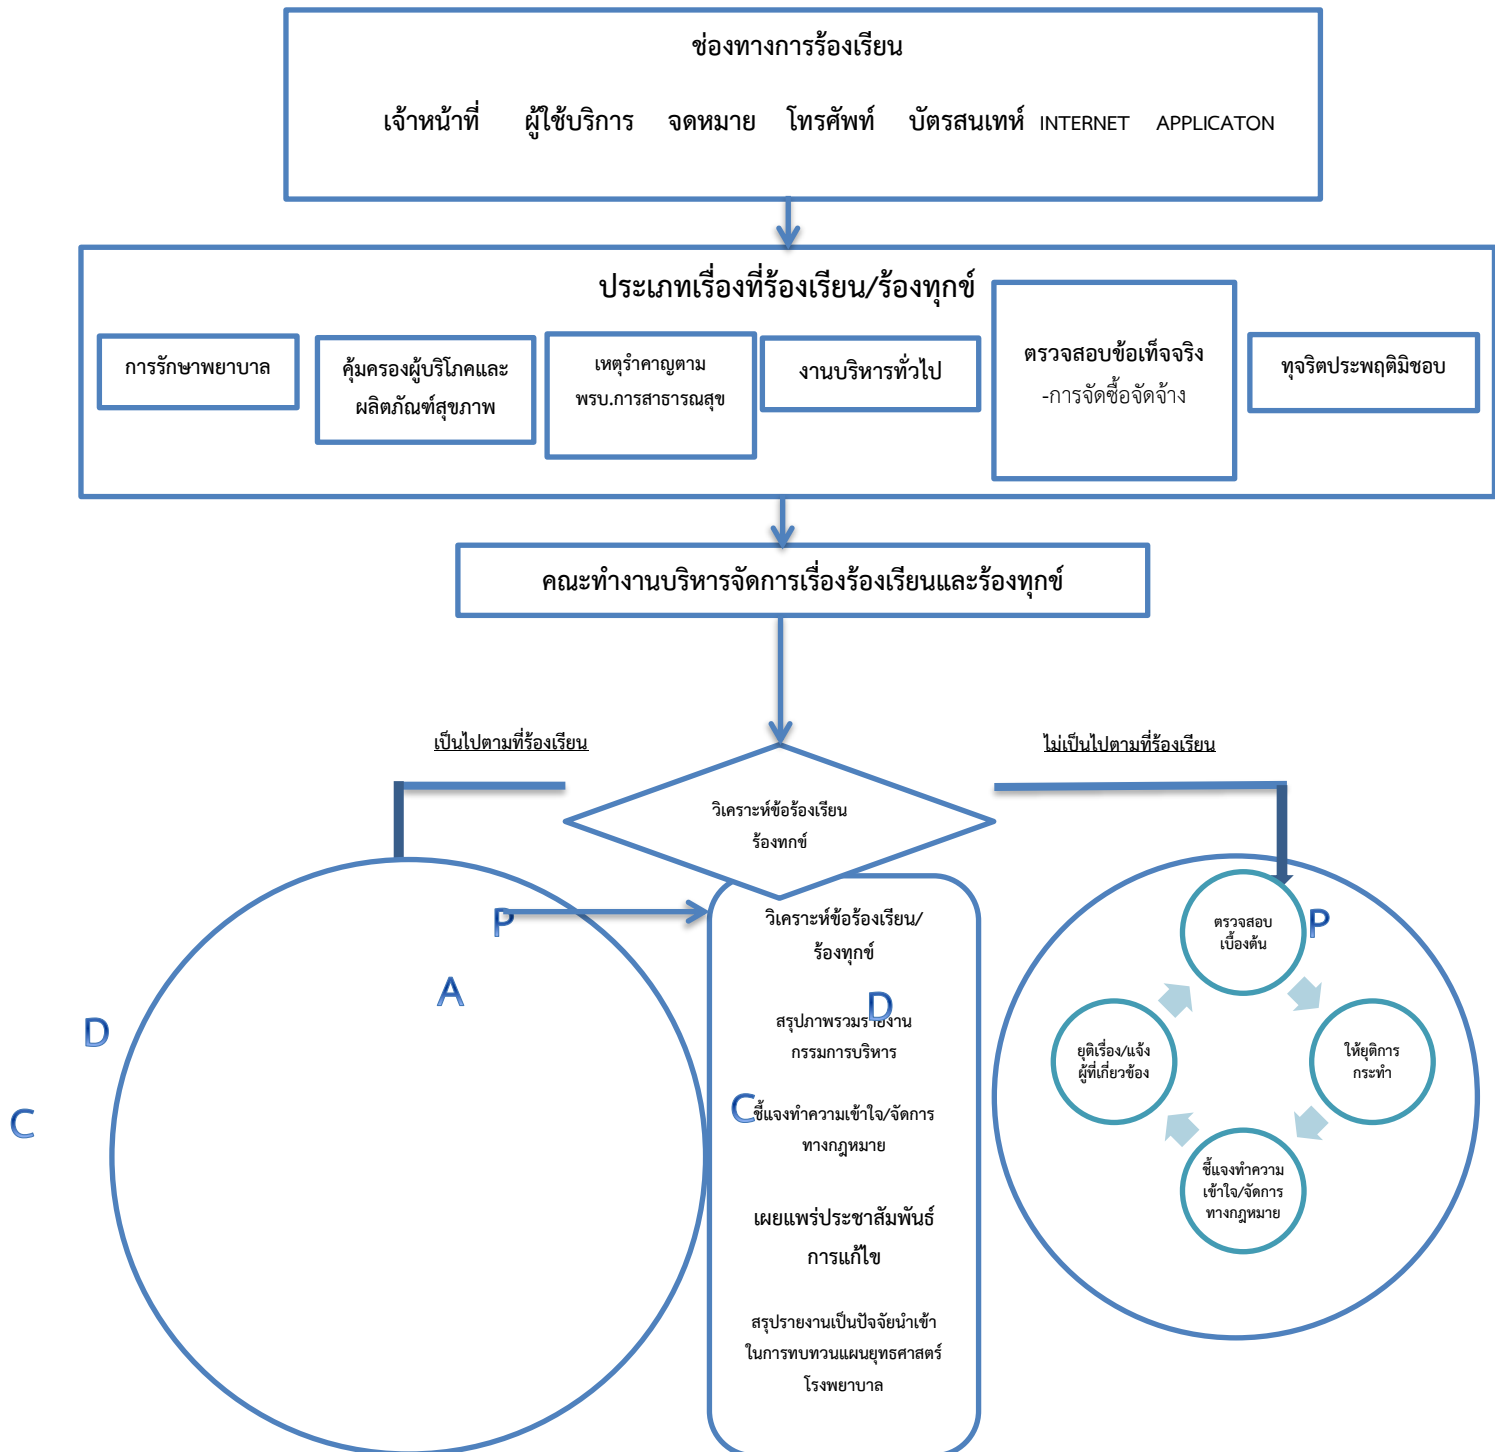 ช่องทางการร้องเรียน
เจ้าหน้าที่ ผู้ใช้บริการ จดหมาย โทรศัพท์ บัตรสนเทห์ INTERNET APPLICATON
ประเภทเรื่องที่ร้องเรียน/ร้องทุกข์
การรักษาพยาบาล
คุ้มครองผู้บริโภคและ
ผลิตภัณฑ์สุขภาพ
เหตุรำคาญตาม
พรบ.การสาธารณสุข
งานบริหารทั่วไป
ตรวจสอบข้อเท็จจริง
-การจัดซื้อจัดจ้าง
ทุจริตประพฤติมิชอบ
คณะทำงานบริหารจัดการเรื่องร้องเรียนและร้องทุกข์
เป็นไปตามที่ร้องเรียน
ไม่เป็นไปตามที่ร้องเรียน
วิเคราะห์ข้อร้องเรียน
ร้องทกข์
P
A
D
C
วิเคราะห์ข้อร้องเรียน/
ร้องทุกข์
D
สรุปภาพรวมรายงาน
กรรมการบริหาร
C
ชี้แจงทำความเข้าใจ/จัดการ
ทางกฎหมาย
เผยแพร่ประชาสัมพันธ์
การแก้ไข
สรุปรายงานเป็นปัจจัยนำเข้า
ในการทบทวนแผนยุทธศาสตร์
โรงพยาบาล
ตรวจสอบ
เบื้องต้น
P
ให้ยุติการ
กระทำ
ชี้แจงทำความ
เข้าใจ/จัดการ
ทางกฎหมาย
ยุติเรื่อง/แจ้ง
ผู้ที่เกี่ยวข้อง